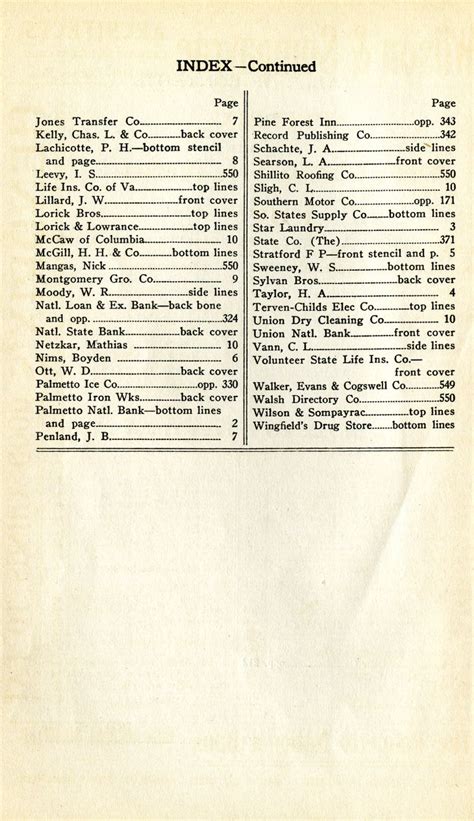 INDEX—Continued
Page
Jones Transfer Co. 7
Kelly, Chas. L. & Co. back cover
Lachicotte, P. H.—bottom stencil
and page 8
Leevy, I. S. 550
Life Ins. Co. of Va. top lines
Lillard, J. W. front cover
Lorick Bros. top lines
Lorick & Lowrance top lines
McCaw of Columbia 10
McGill, H. H. & Co. bottom lines
Mangas, Nick 550
Montgomery Gro. Co. 9
Moody, W. R. side lines
Natl. Loan & Ex. Bank—back bone
and opp. 324
Natl. State Bank back cover
Netzkar, Mathias 10
Nims, Boyden 6
Ott, W. D. back cover
Palmetto Ice Co. opp. 330
Palmetto Iron Wks. back cover
Palmetto Natl. Bank—bottom lines
and page 2
Penland, J. B. 7
Page
Pine Forest Inn opp. 343
Record Publishing Co. 342
Schachte, J. A. side lines
Searson, L. A. front cover
Shillito Roofing Co. 550
Sligh, C. L. 10
Southern Motor Co. opp. 171
So. States Supply Co. bottom lines
Star Laundry 3
State Co. (The) 371
Stratford F P—front stencil and p. 5
Sweeney, W. S. bottom lines
Sylvan Bros. back cover
Taylor, H. A. 4
Terven-Childs Elec Co. top lines
Union Dry Cleaning Co. 10
Union Natl. Bank front cover
Vann, C. L. side lines
Volunteer State Life Ins. Co.—
front cover
Walker, Evans & Cogswell Co. 549
Walsh Directory Co. 550
Wilson & Sompayrac top lines
Wingfield's Drug Store bottom lines